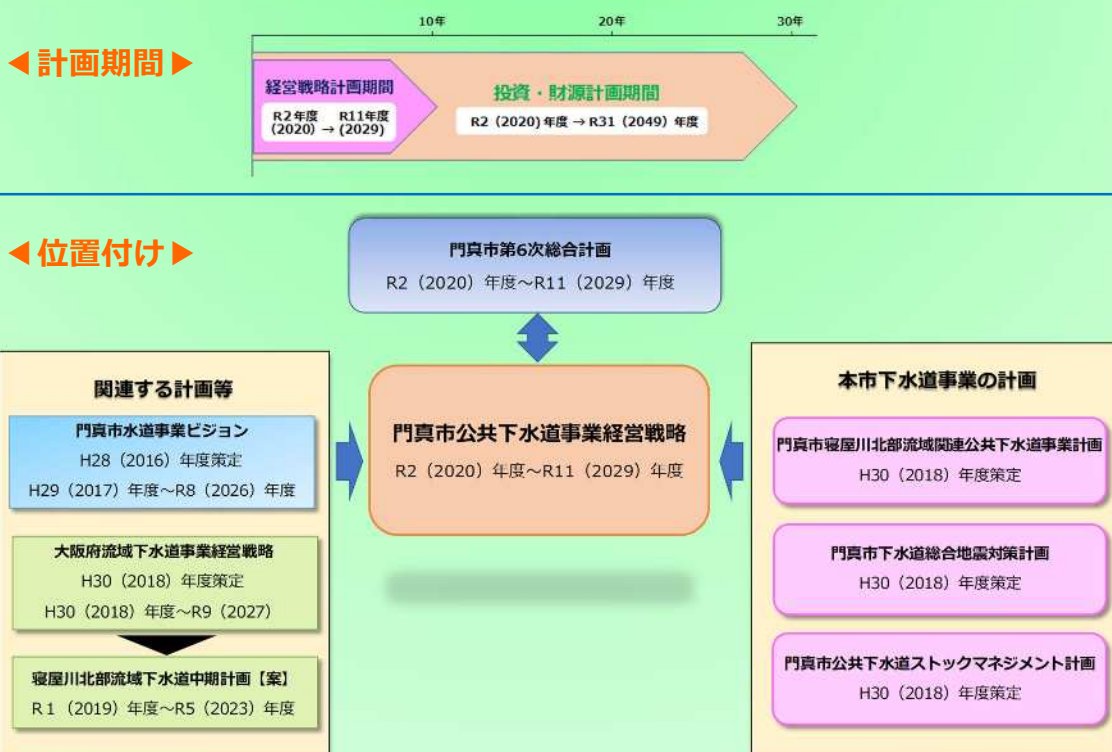 10年 20年 30年
◀計画期間▶
経営戦略計画期間
R2年度 R11年度
(2020) → (2029)
投資・財源計画期間
R2 (2020) 年度 → R31 (2049) 年度
◀位置付け▶
門真市第6次総合計画
R2（2020）年度～R11（2029）年度
関連する計画等
門真市水道事業ビジョン
H28（2016）年度策定
H29（2017）年度～R8（2026）年度
大阪府流域下水道事業経営戦略
H30（2018）年度策定
H30（2018）年度～R9（2027）
寝屋川北部流域下水道中期計画【案】
R１（2019）年度～R5（2023）年度
門真市公共下水道事業経営戦略
R2（2020）年度～R11（2029）年度
本市下水道事業の計画
門真市寝屋川北部流域関連公共下水道事業計画
H30（2018）年度策定
門真市下水道総合地震対策計画
H30（2018）年度策定
門真市公共下水道ストックマネジメント計画
H30（2018）年度策定